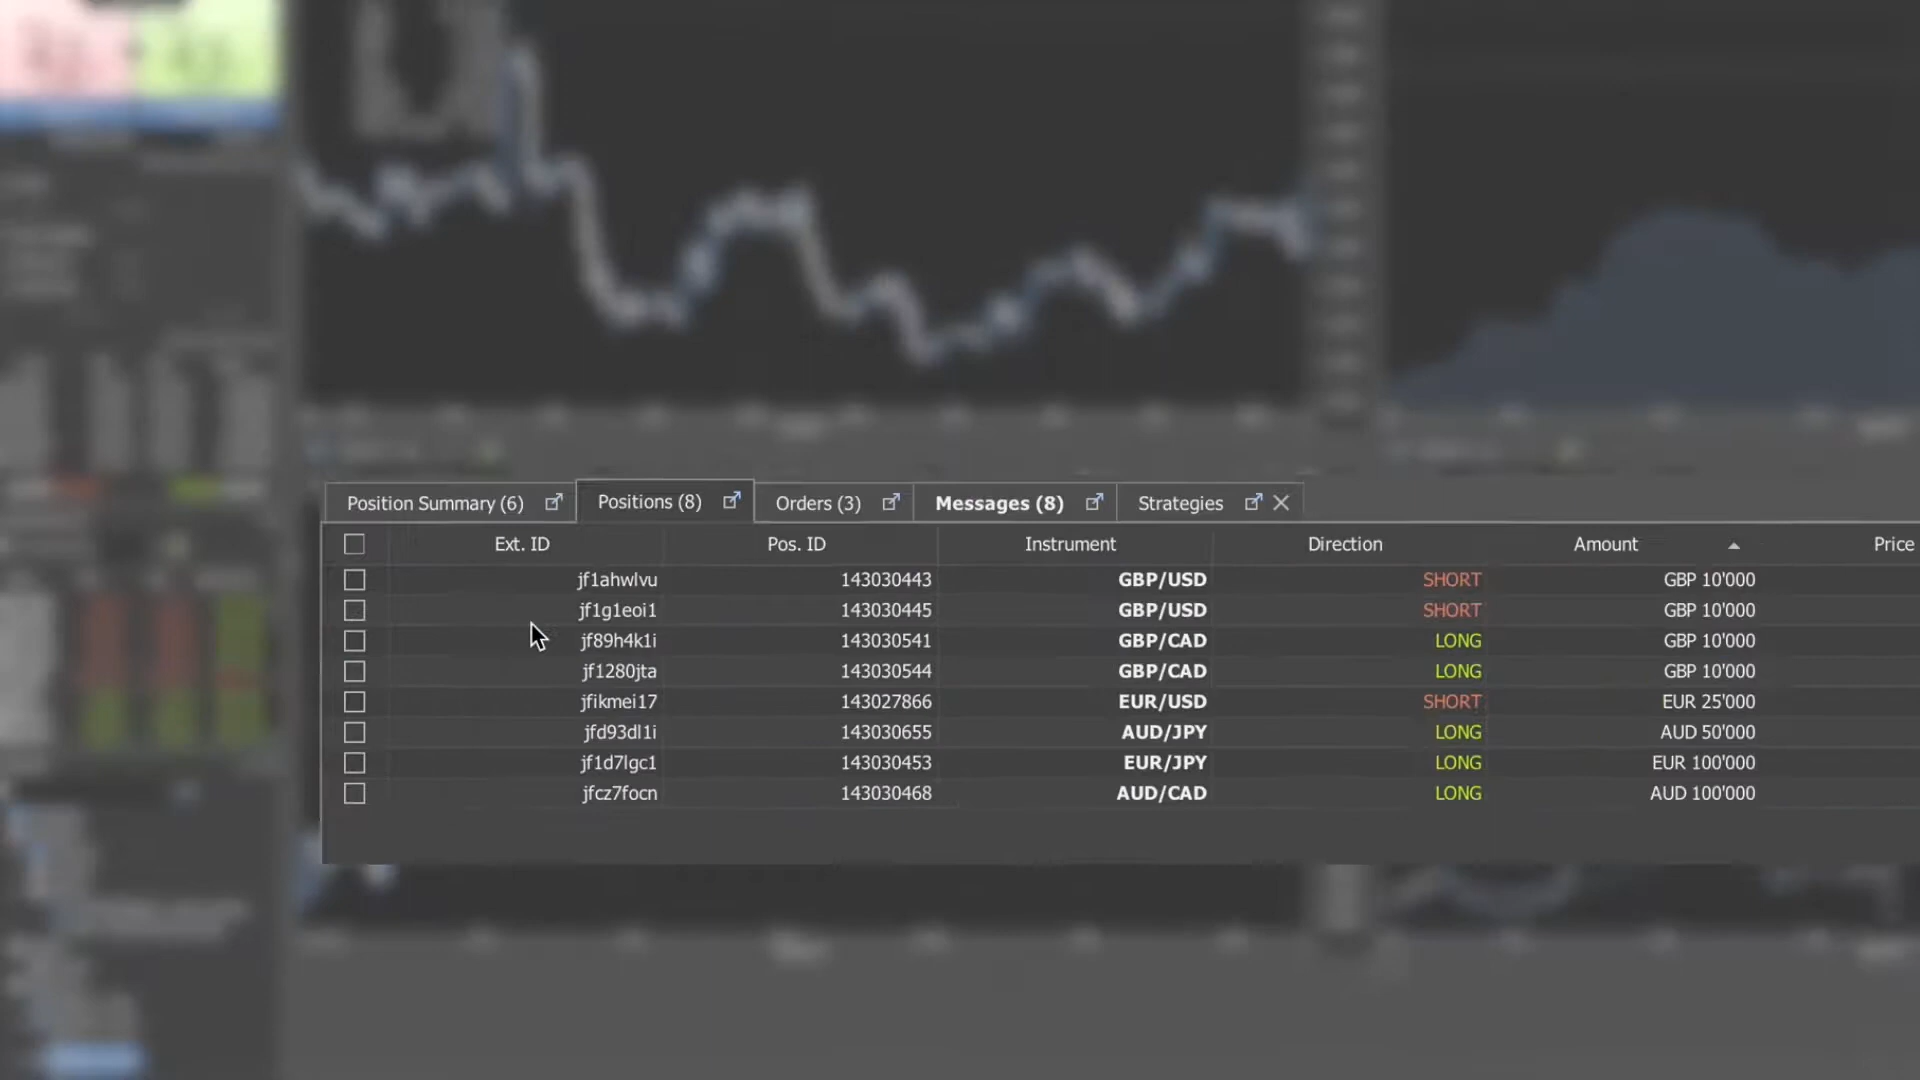 Position Summary (6) Positions (8) Orders (3) Messages (8) Strategies
Ext. ID Pos. ID Instrument Direction Amount Price
jf1ahwlvu 143030443 GBP/USD SHORT GBP 10'000
jf1g1eoi1 143030445 GBP/USD SHORT GBP 10'000
jf89h4k1i 143030541 GBP/CAD LONG GBP 10'000
jf1280jta 143030544 GBP/CAD LONG GBP 10'000
jfikmei17 143027866 EUR/USD SHORT EUR 25'000
jfd93dl1i 143030655 AUD/JPY LONG AUD 50'000
jf1d7lgc1 143030453 EUR/JPY LONG EUR 100'000
jfcz7focn 143030468 AUD/CAD LONG AUD 100'000